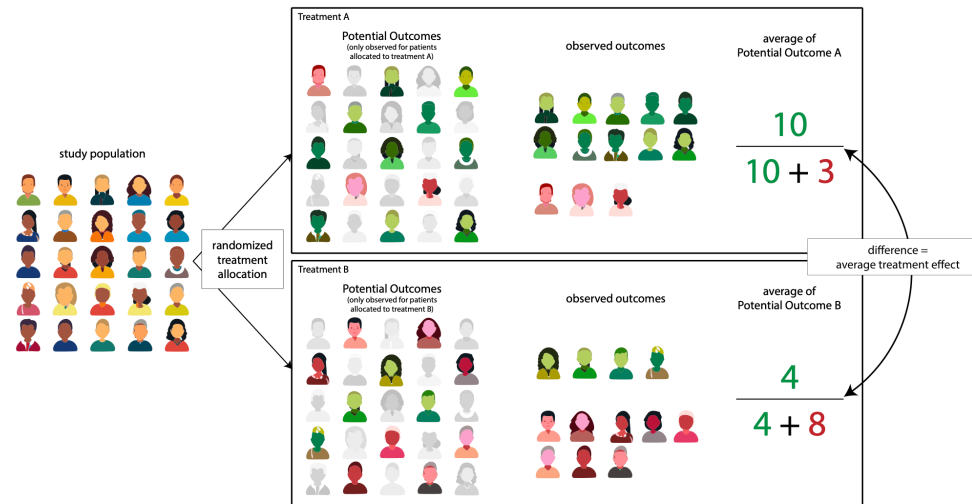 study population
randomized
treatment
allocation
Treatment A
Potential Outcomes
(only observed for patients
allocated to treatment A)
observed outcomes
average of
Potential Outcome A
10
10 + 3
difference =
average treatment effect
Treatment B
Potential Outcomes
(only observed for patients
allocated to treatment B)
observed outcomes
average of
Potential Outcome B
4
4 + 8